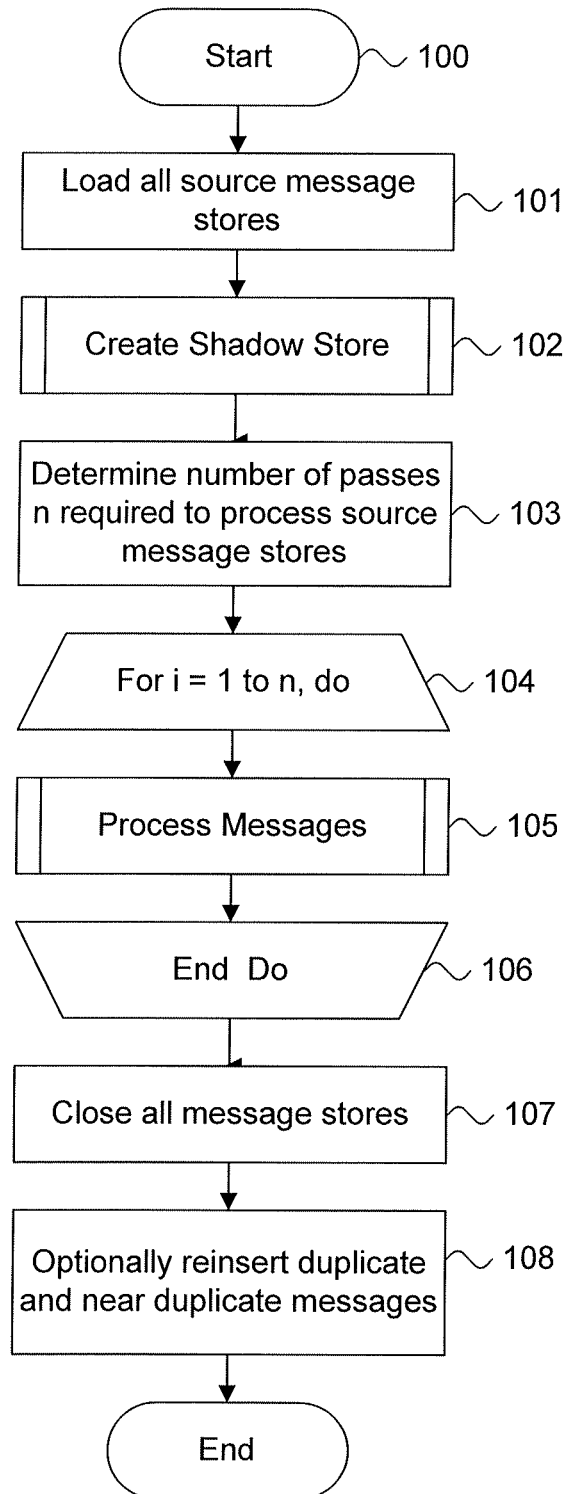 Start
100
Load all source message
stores
101
Create Shadow Store
102
Determine number of passes
n required to process source
message stores
103
For i = 1 to n, do
104
Process Messages
105
End Do
106
Close all message stores
107
Optionally reinsert duplicate
and near duplicate messages
108
End